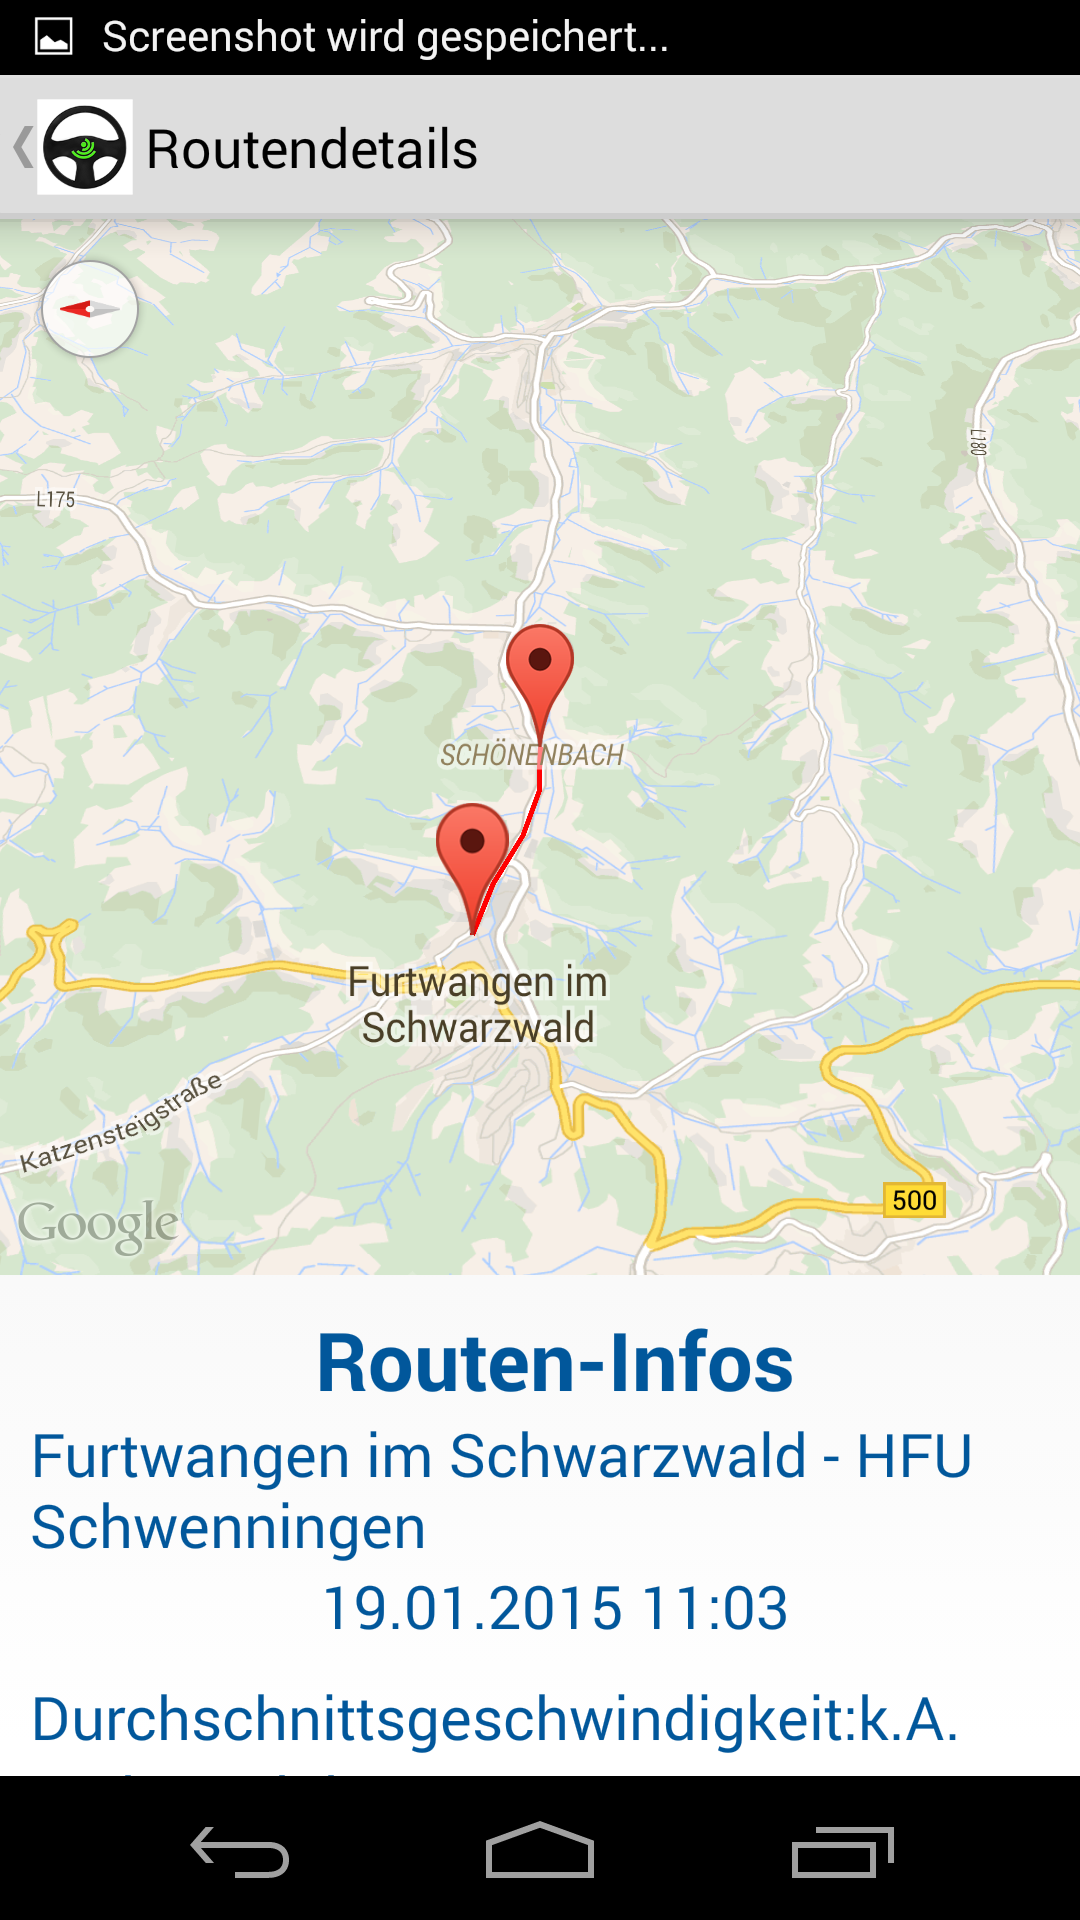 Screenshot wird gespeichert...
Routendetails
L180
L175
SCHÖNENBACH
Furtwangen im
Schwarzwald
Katzensteigstraße
500
Google
Routen-Infos
Furtwangen im Schwarzwald - HFU
Schwenningen
19.01.2015 11:03
Durchschnittsgeschwindigkeit:k.A.